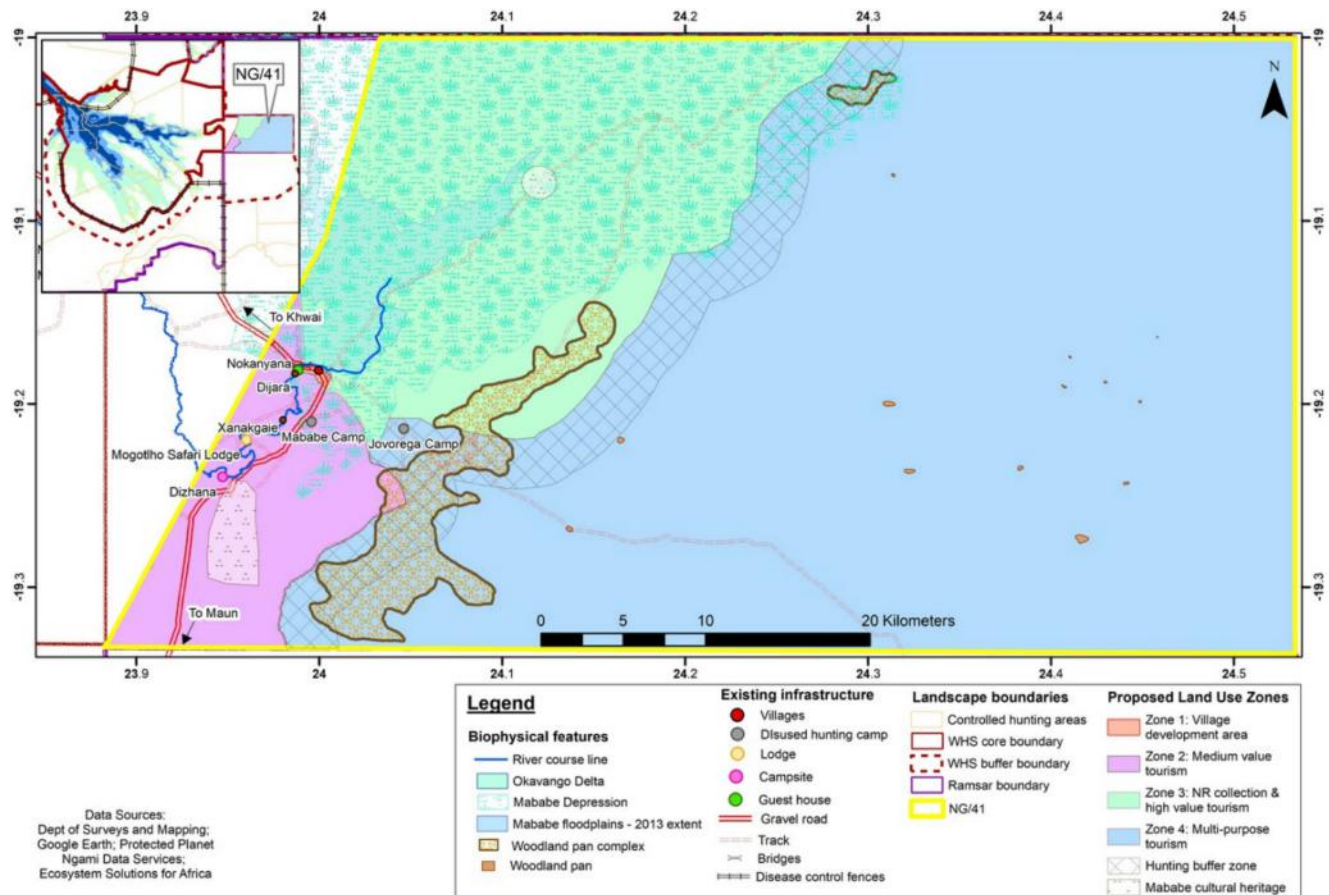 23.9
24
24.1
24.2
24.3
24.4
24.5
-19
-19
NG/41
N
-19.1
-19.1
To Khwai
Nokanyana
Dijara
-19.2
-19.2
Xanakgaie
Mababe Camp
Jovorega Camp
Mogotlho Safari Lodge
Dizhana
-19.3
-19.3
To Maun
0
5
10
20 Kilometers
23.9
24
24.1
24.2
24.3
24.4
24.5
Legend
Biophysical features
River course line
Okavango Delta
Mababe Depression
Mababe floodplains - 2013 extent
Woodland pan complex
Woodland pan
Existing infrastructure
Villages
DIsused hunting camp
Lodge
Campsite
Guest house
Gravel road
Track
Bridges
Disease control fences
Landscape boundaries
Controlled hunting areas
WHS core boundary
WHS buffer boundary
Ramsar boundary
NG/41
Proposed Land Use Zones
Zone 1: Village
development area
Zone 2: Medium value
tourism
Zone 3: NR collection &
high value tourism
Zone 4: Multi-purpose
tourism
Hunting buffer zone
Mababe cultural heritage
Data Sources:
Dept of Surveys and Mapping;
Google Earth; Protected Planet
Ngami Data Services;
Ecosystem Solutions for Africa